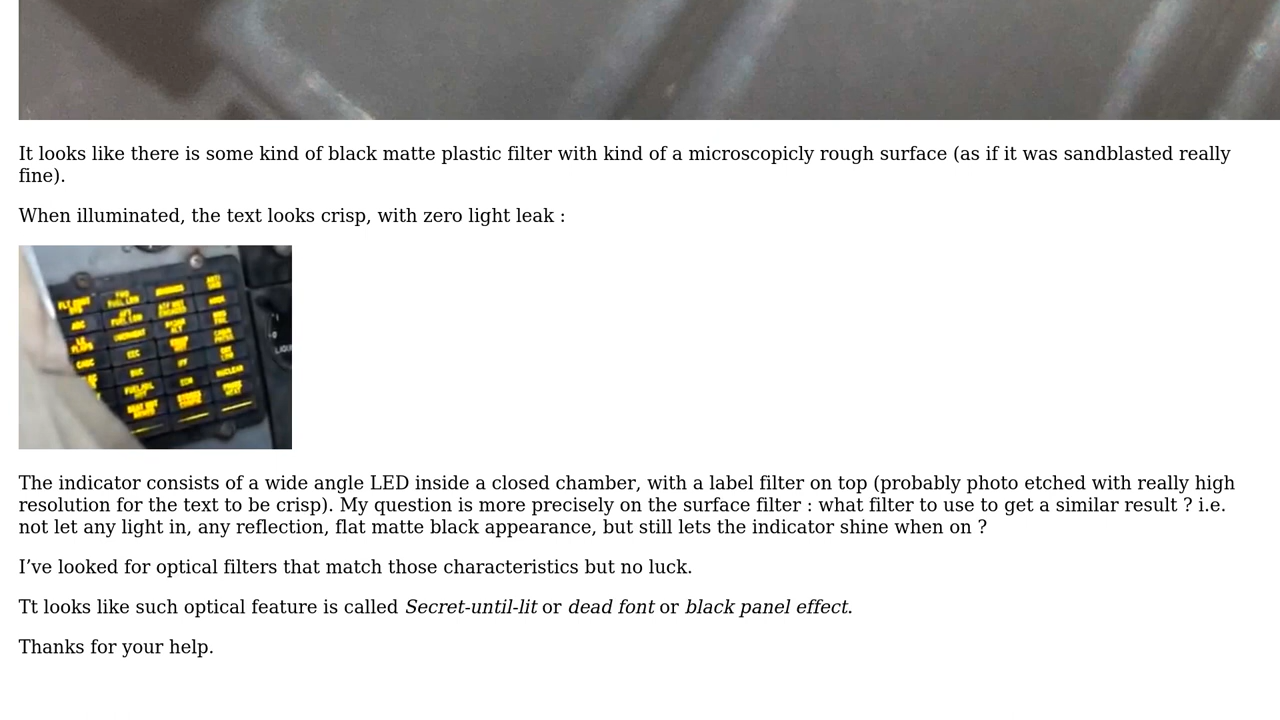 It looks like there is some kind of black matte plastic filter with kind of a microscopicly rough surface (as if it was sandblasted really
fine).
When illuminated, the text looks crisp, with zero light leak :
ADC
EEC
NUCLEAR
The indicator consists of a wide angle LED inside a closed chamber, with a label filter on top (probably photo etched with really high
resolution for the text to be crisp). My question is more precisely on the surface filter : what filter to use to get a similar result ? i.e.
not let any light in, any reflection, flat matte black appearance, but still lets the indicator shine when on ?
I’ve looked for optical filters that match those characteristics but no luck.
Tt looks like such optical feature is called Secret-until-lit or dead font or black panel effect.
Thanks for your help.